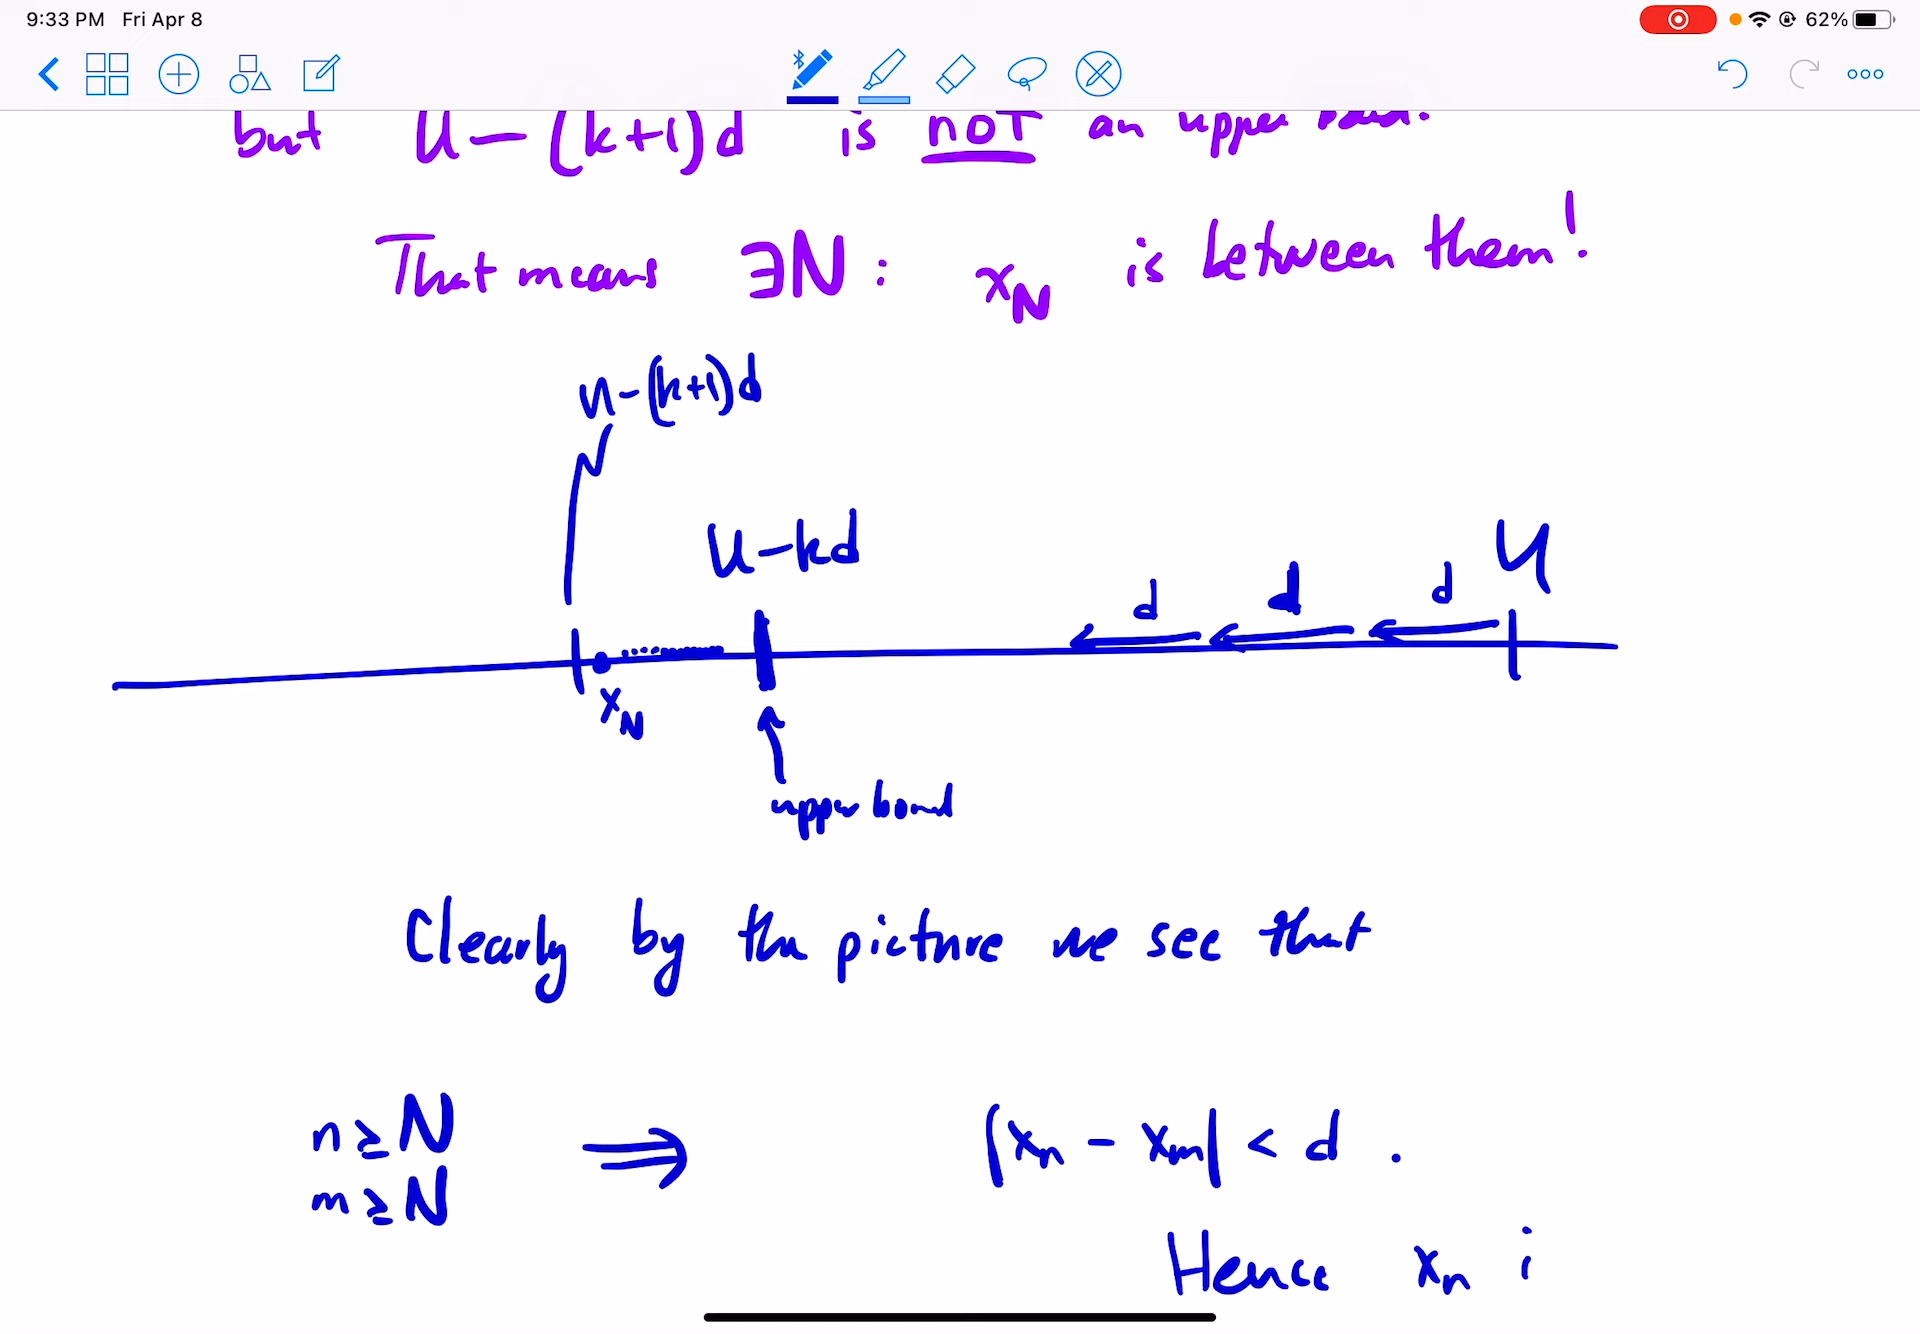 9:33 PM Fri Apr 8 62%
but U-(k+1)d is NOT an upper bound.
That means ∃N: x_N is between them!
U-(k+1)d
U-kd U
d d d
x_N
upper bound
Clearly by the picture we see that
n≥N ⇒ |x_n - x_m| < d.
m≥N
Hence x_n i